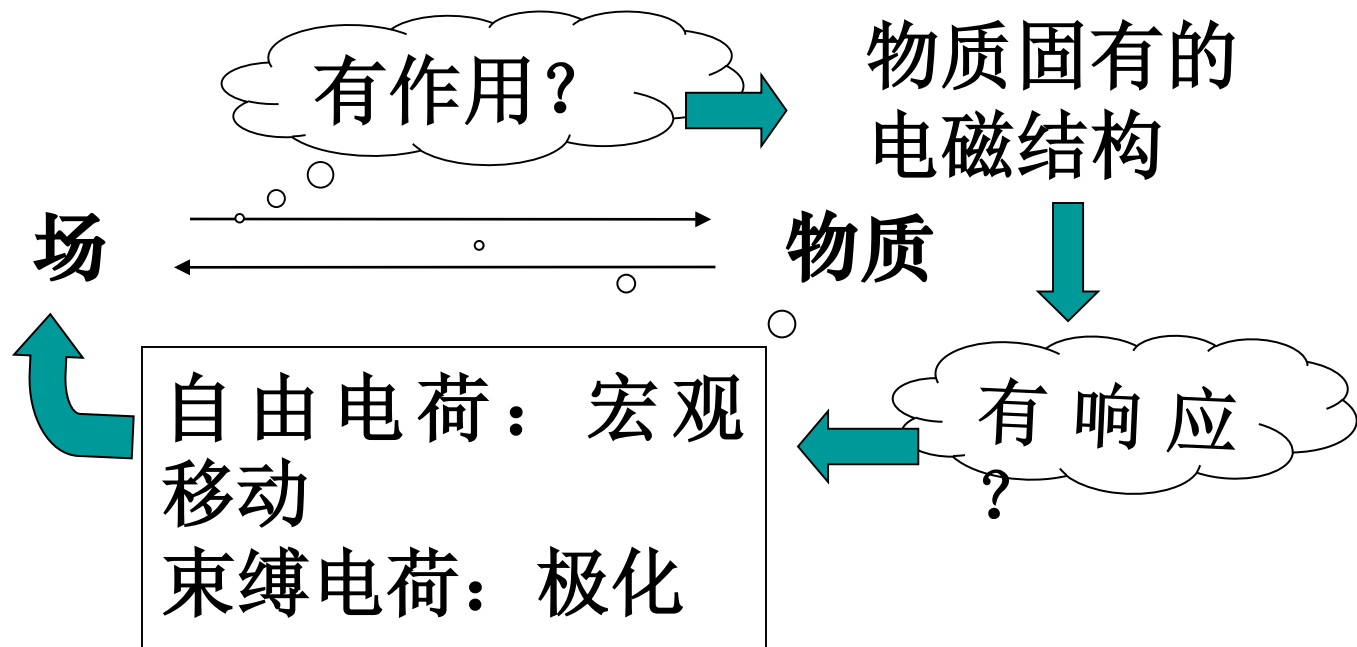 有作用？
物质固有的
电磁结构
场
物质
有响应
？
自由电荷：宏观
移动
束缚电荷：极化